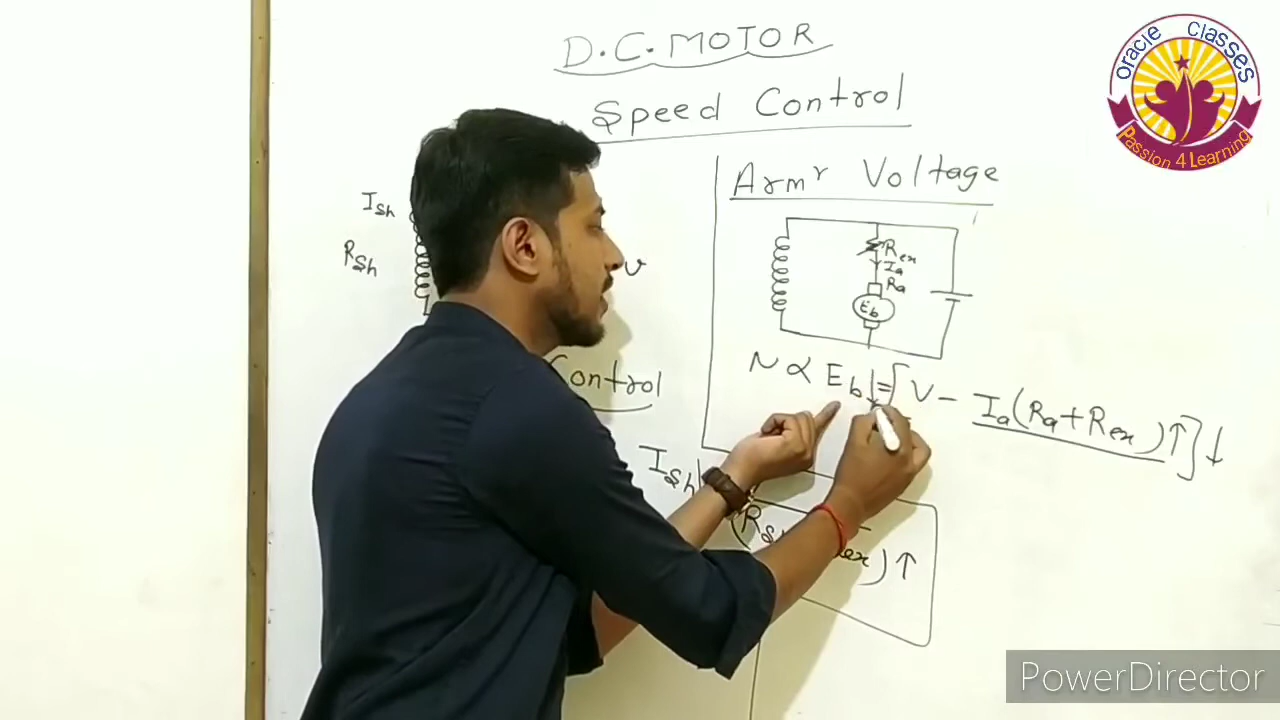 D.C. MOTOR
Speed Control
Oracle Classes
Passion 4 Learning
Armʳ Voltage
Ish
Rsh
v
Rex
Ia
Ra
Eb
N ∝ Eb↓ = [V - Ia(Ra+Rex)↑]↓
Control
Ish
ex) ↑
PowerDirector